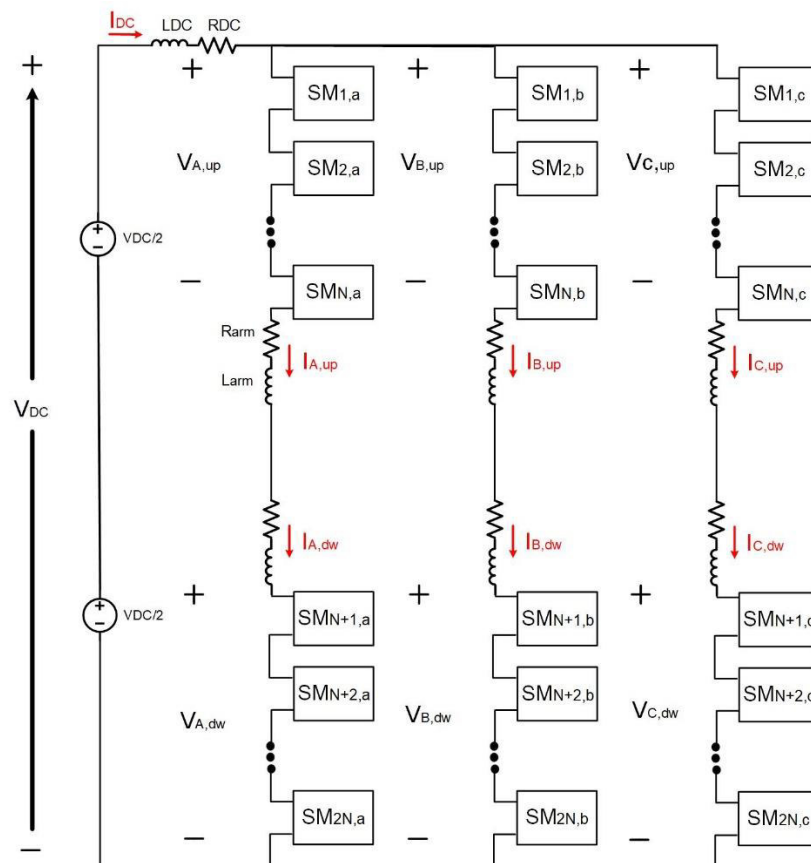 IDC LDC RDC
+ + + +
SM1,a SM1,b SM1,c
VA,up VB,up Vc,up
SM2,a SM2,b SM2,c
VDC/2
− − −
SMN,a SMN,b SMN,c
Rarm
IA,up IB,up IC,up
Larm
VDC
IA,dw IB,dw IC,dw
+ + +
VDC/2
SMN+1,a SMN+1,b SMN+1,c
SMN+2,a SMN+2,b SMN+2,c
VA,dw VB,dw VC,dw
SM2N,a SM2N,b SM2N,c
− − − −